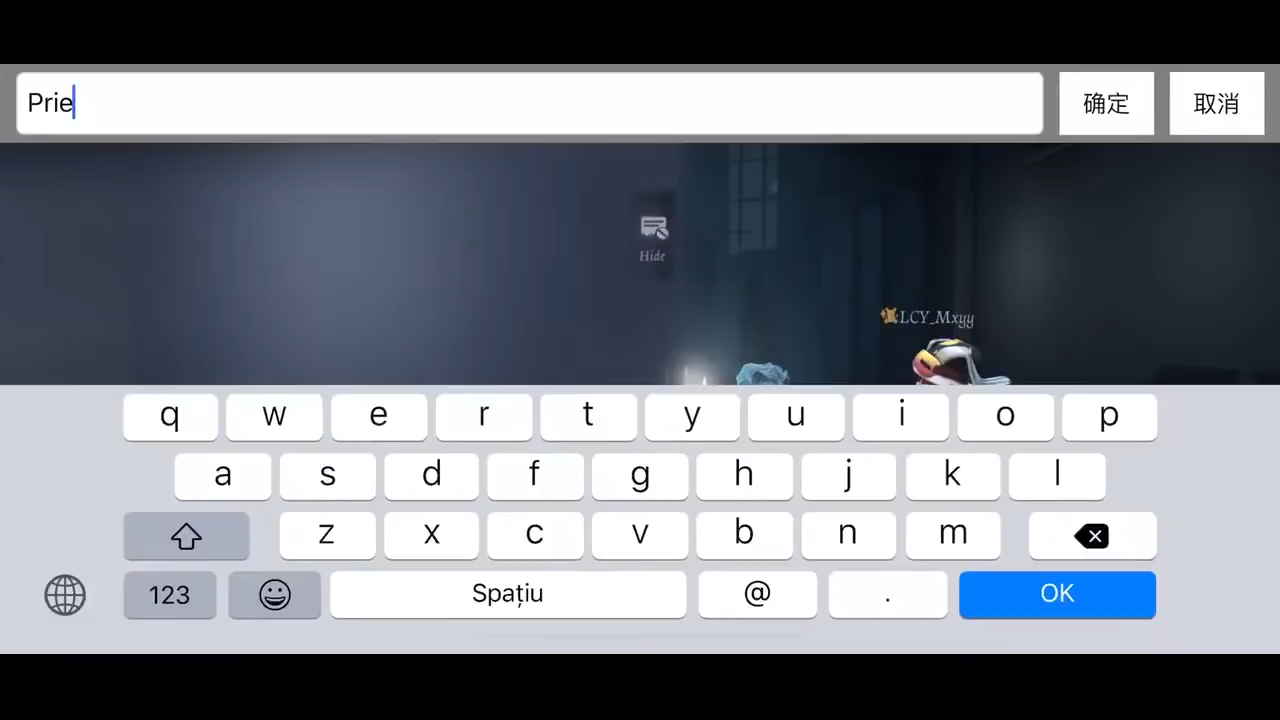 Prie
确定
取消
Hide
LCY_Mxyy
q w e r t y u i o p
a s d f g h j k l
z x c v b n m
123 Spațiu @ . OK